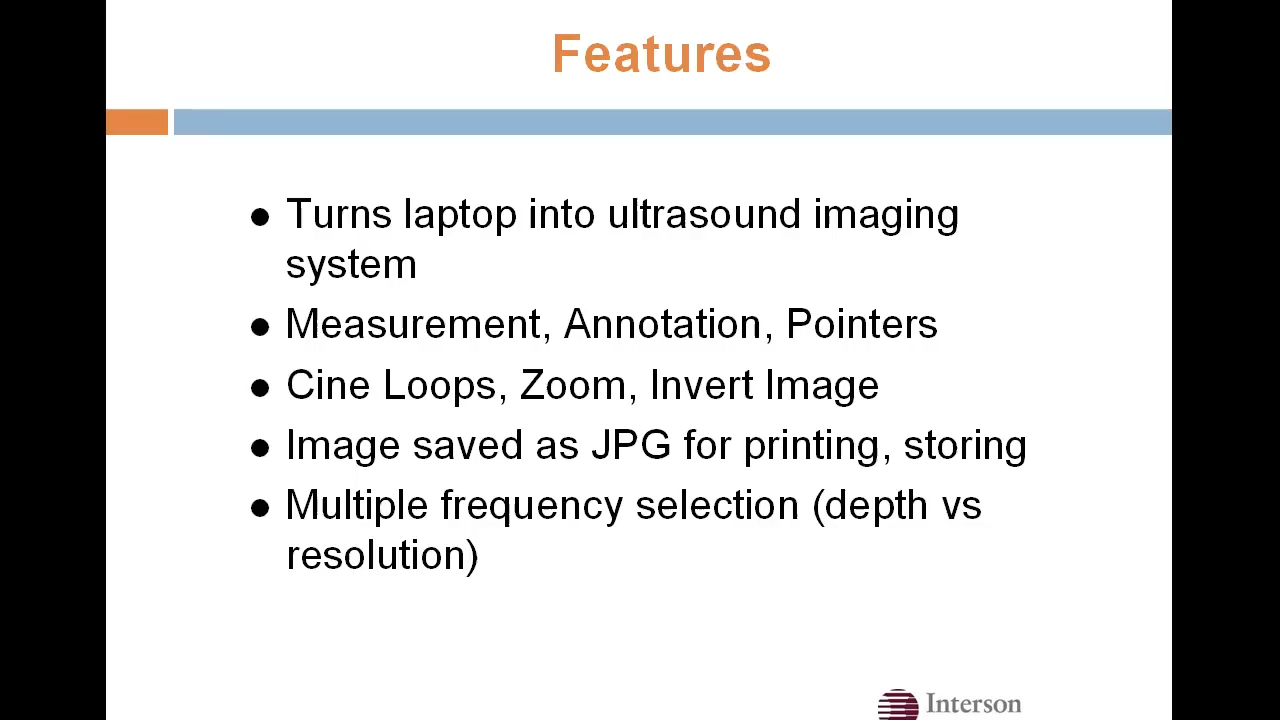 Features
Turns laptop into ultrasound imaging
system
Measurement, Annotation, Pointers
Cine Loops, Zoom, Invert Image
Image saved as JPG for printing, storing
Multiple frequency selection (depth vs
resolution)
Interson